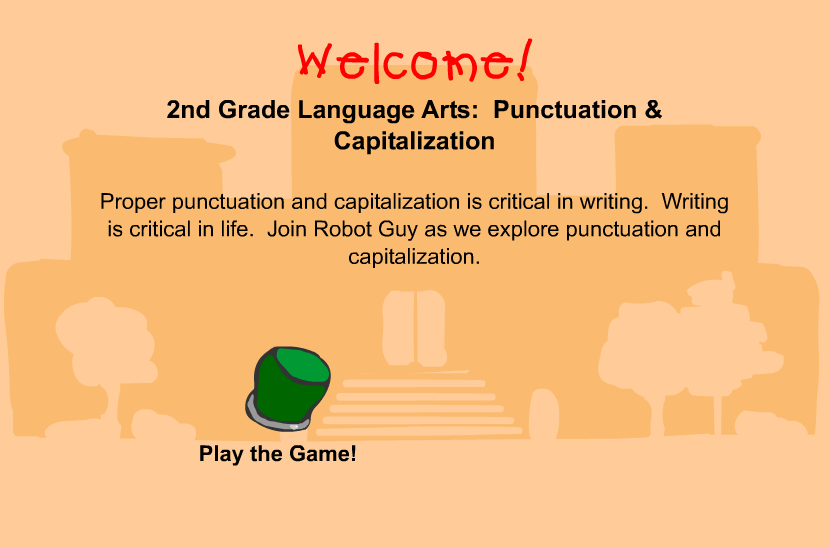 Welcome!
2nd Grade Language Arts:  Punctuation &
Capitalization
Proper punctuation and capitalization is critical in writing.  Writing
is critical in life.  Join Robot Guy as we explore punctuation and
capitalization.
Play the Game!